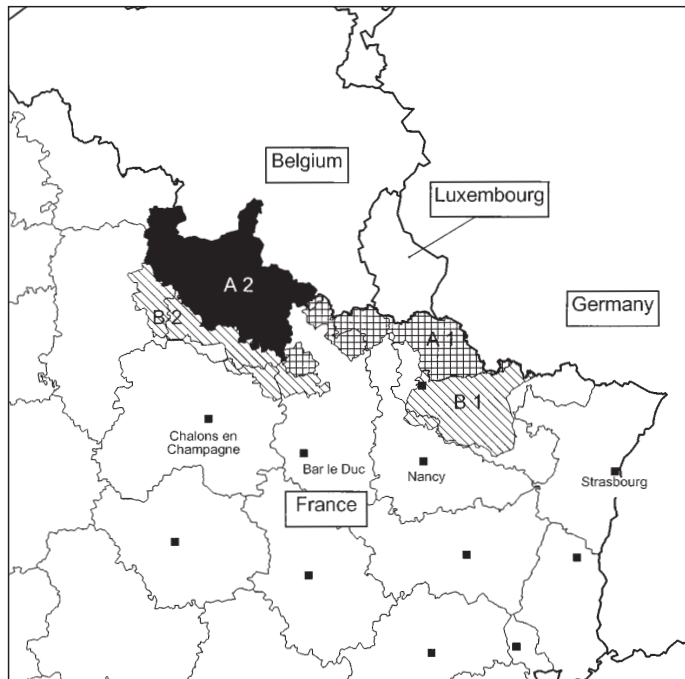 Belgium
Luxembourg
Germany
A 2
B 2
A 1
B 1
Chalons en
Champagne
Bar le Duc
Nancy
Strasbourg
France